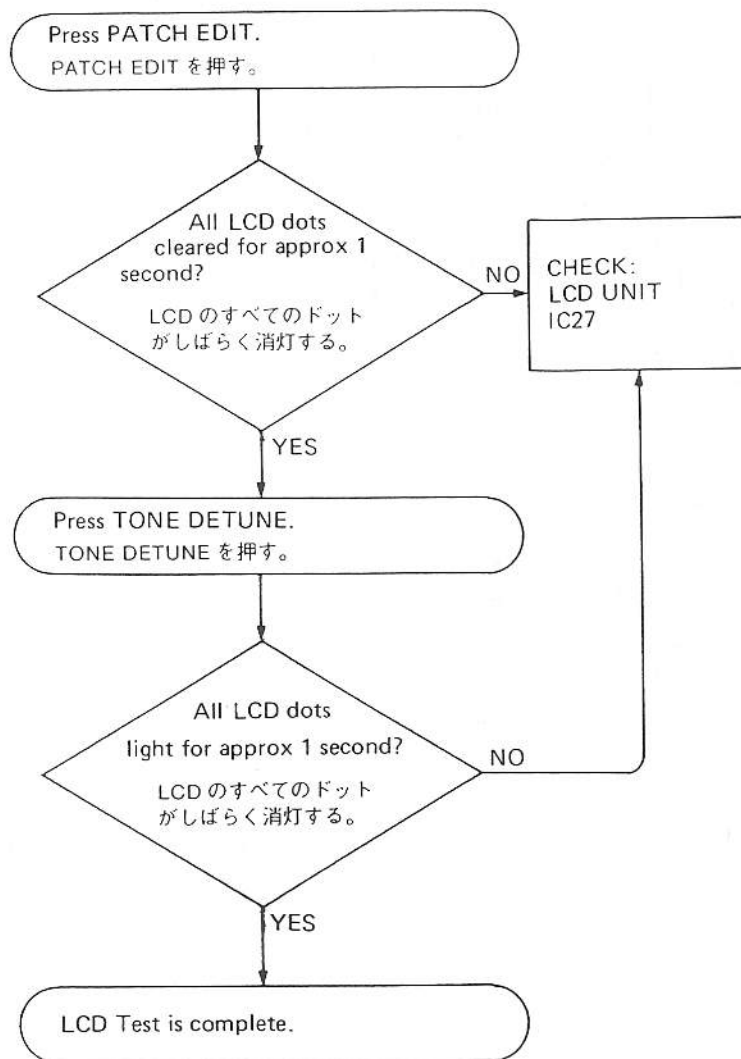 Press PATCH EDIT.
PATCH EDIT を押す。
All LCD dots
cleared for approx 1
second?
LCD のすべてのドット
がしばらく消灯する。
NO
CHECK:
LCD UNIT
IC27
YES
Press TONE DETUNE.
TONE DETUNE を押す。
All LCD dots
light for approx 1 second?
LCD のすべてのドット
がしばらく消灯する。
NO
YES
LCD Test is complete.